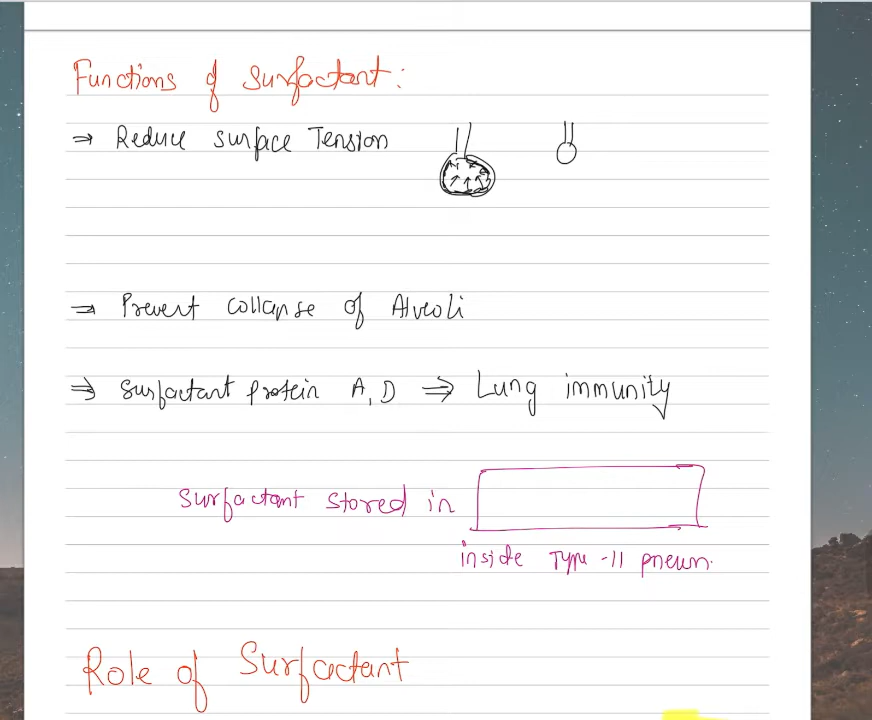 Functions of Surfactant:
⇒ Reduce surface Tension
⇒ Prevent collapse of Alveoli
⇒ Surfactant protein A, D ⇒ Lung immunity
Surfactant stored in
inside Type-II pneum.
Role of Surfactant